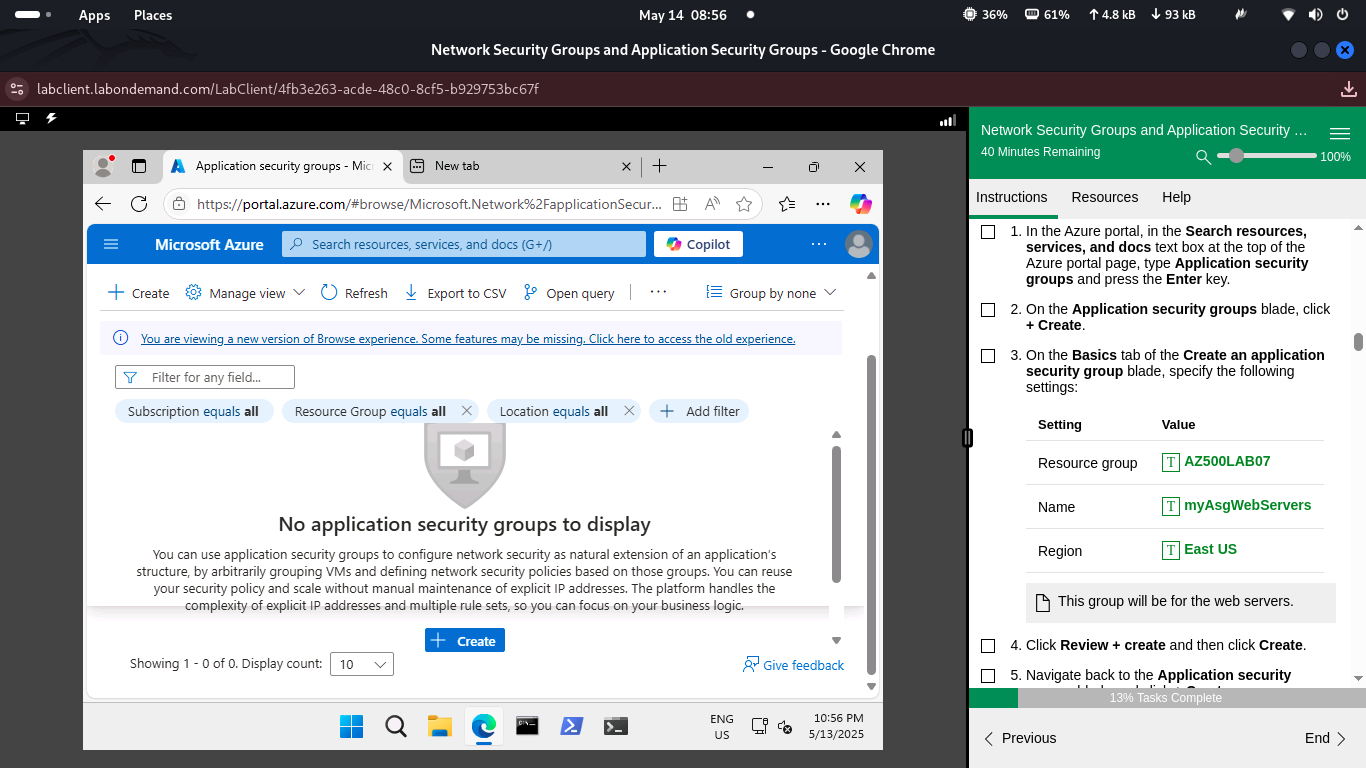 Apps Places May 14 08:56 36% 61% 4.8 kB 93 kB
Network Security Groups and Application Security Groups - Google Chrome
labclient.labondemand.com/LabClient/4fb3e263-acde-48c0-8cf5-b929753bc67f
Application security groups - Mic
New tab
https://portal.azure.com/#browse/Microsoft.Network%2FapplicationSecur...
Microsoft Azure
Search resources, services, and docs (G+/)
Copilot
Create Manage view Refresh Export to CSV Open query Group by none
You are viewing a new version of Browse experience. Some features may be missing. Click here to access the old experience.
Filter for any field...
Subscription equals all Resource Group equals all Location equals all Add filter
No application security groups to display
You can use application security groups to configure network security as natural extension of an application's
structure, by arbitrarily grouping VMs and defining network security policies based on those groups. You can reuse
your security policy and scale without manual maintenance of explicit IP addresses. The platform handles the
complexity of explicit IP addresses and multiple rule sets, so you can focus on your business logic.
Create
Showing 1 - 0 of 0. Display count: 10
Give feedback
ENG
US
10:56 PM
5/13/2025
Network Security Groups and Application Security ...
40 Minutes Remaining
100%
Instructions Resources Help
1. In the Azure portal, in the Search resources,
services, and docs text box at the top of the
Azure portal page, type Application security
groups and press the Enter key.
2. On the Application security groups blade, click
+ Create.
3. On the Basics tab of the Create an application
security group blade, specify the following
settings:
Setting Value
Resource group T AZ500LAB07
Name T myAsgWebServers
Region T East US
This group will be for the web servers.
4. Click Review + create and then click Create.
5. Navigate back to the Application security
13% Tasks Complete
Previous End